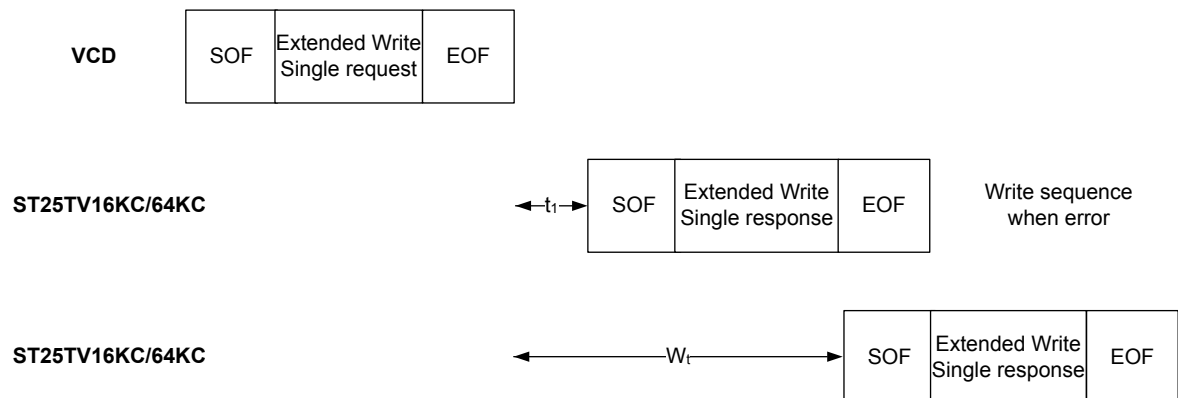 VCD
SOF
Extended Write
Single request
EOF
ST25TV16KC/64KC
t1
SOF
Extended Write
Single response
EOF
Write sequence
when error
ST25TV16KC/64KC
Wt
SOF
Extended Write
Single response
EOF